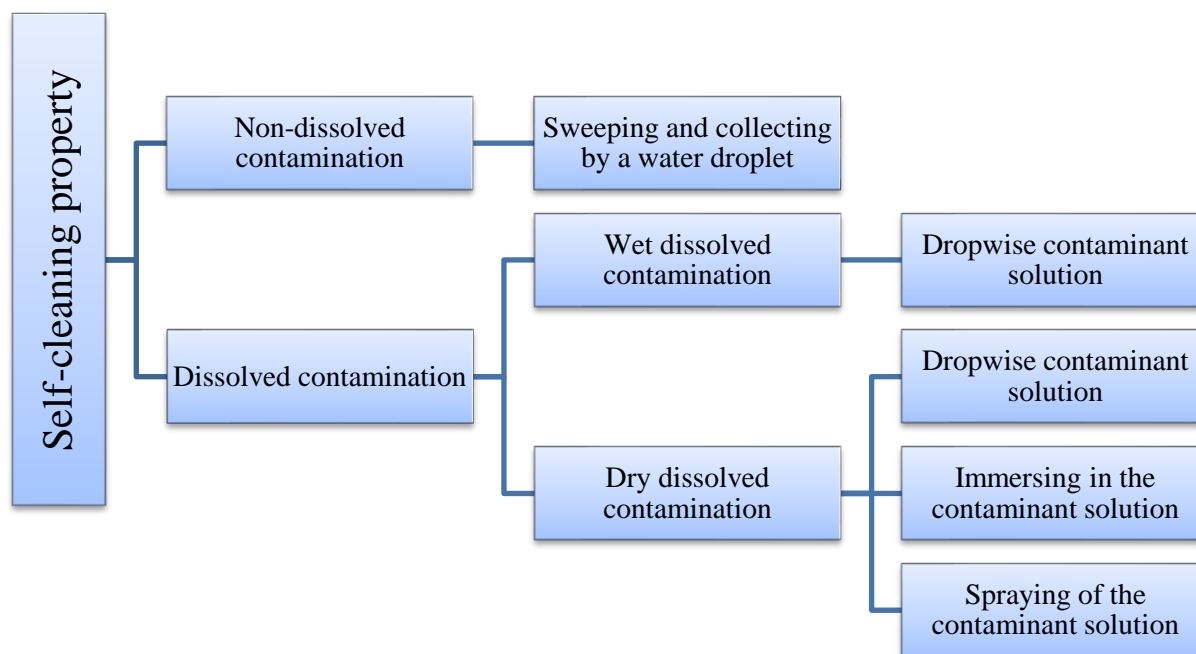 Self-cleaning property
Non-dissolved
contamination
Sweeping and collecting
by a water droplet
Dissolved contamination
Wet dissolved
contamination
Dropwise contaminant
solution
Dry dissolved
contamination
Dropwise contaminant
solution
Immersing in the
contaminant solution
Spraying of the
contaminant solution